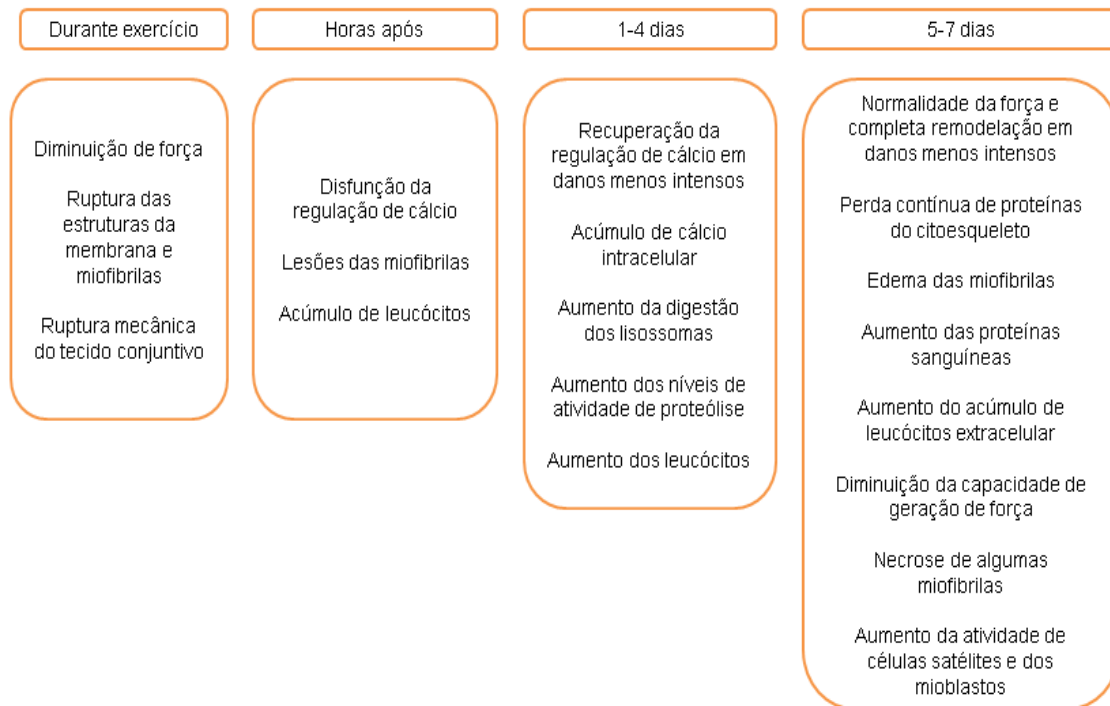 Durante exercício
Horas após
1-4 dias
5-7 dias
Diminuição de força
Ruptura das
estruturas da
membrana e
miofibrilas
Ruptura mecânica
do tecido conjuntivo
Disfunção da
regulação de cálcio
Lesões das miofibrilas
Acúmulo de leucócitos
Recuperação da
regulação de cálcio em
danos menos intensos
Acúmulo de cálcio
intracelular
Aumento da digestão
dos lisossomas
Aumento dos níveis de
atividade de proteólise
Aumento dos leucócitos
Normalidade da força e
completa remodelação em
danos menos intensos
Perda contínua de proteínas
do citoesqueleto
Edema das miofibrilas
Aumento das proteínas
sanguíneas
Aumento do acúmulo de
leucócitos extracelular
Diminuição da capacidade de
geração de força
Necrose de algumas
miofibrilas
Aumento da atividade de
células satélites e dos
mioblastos